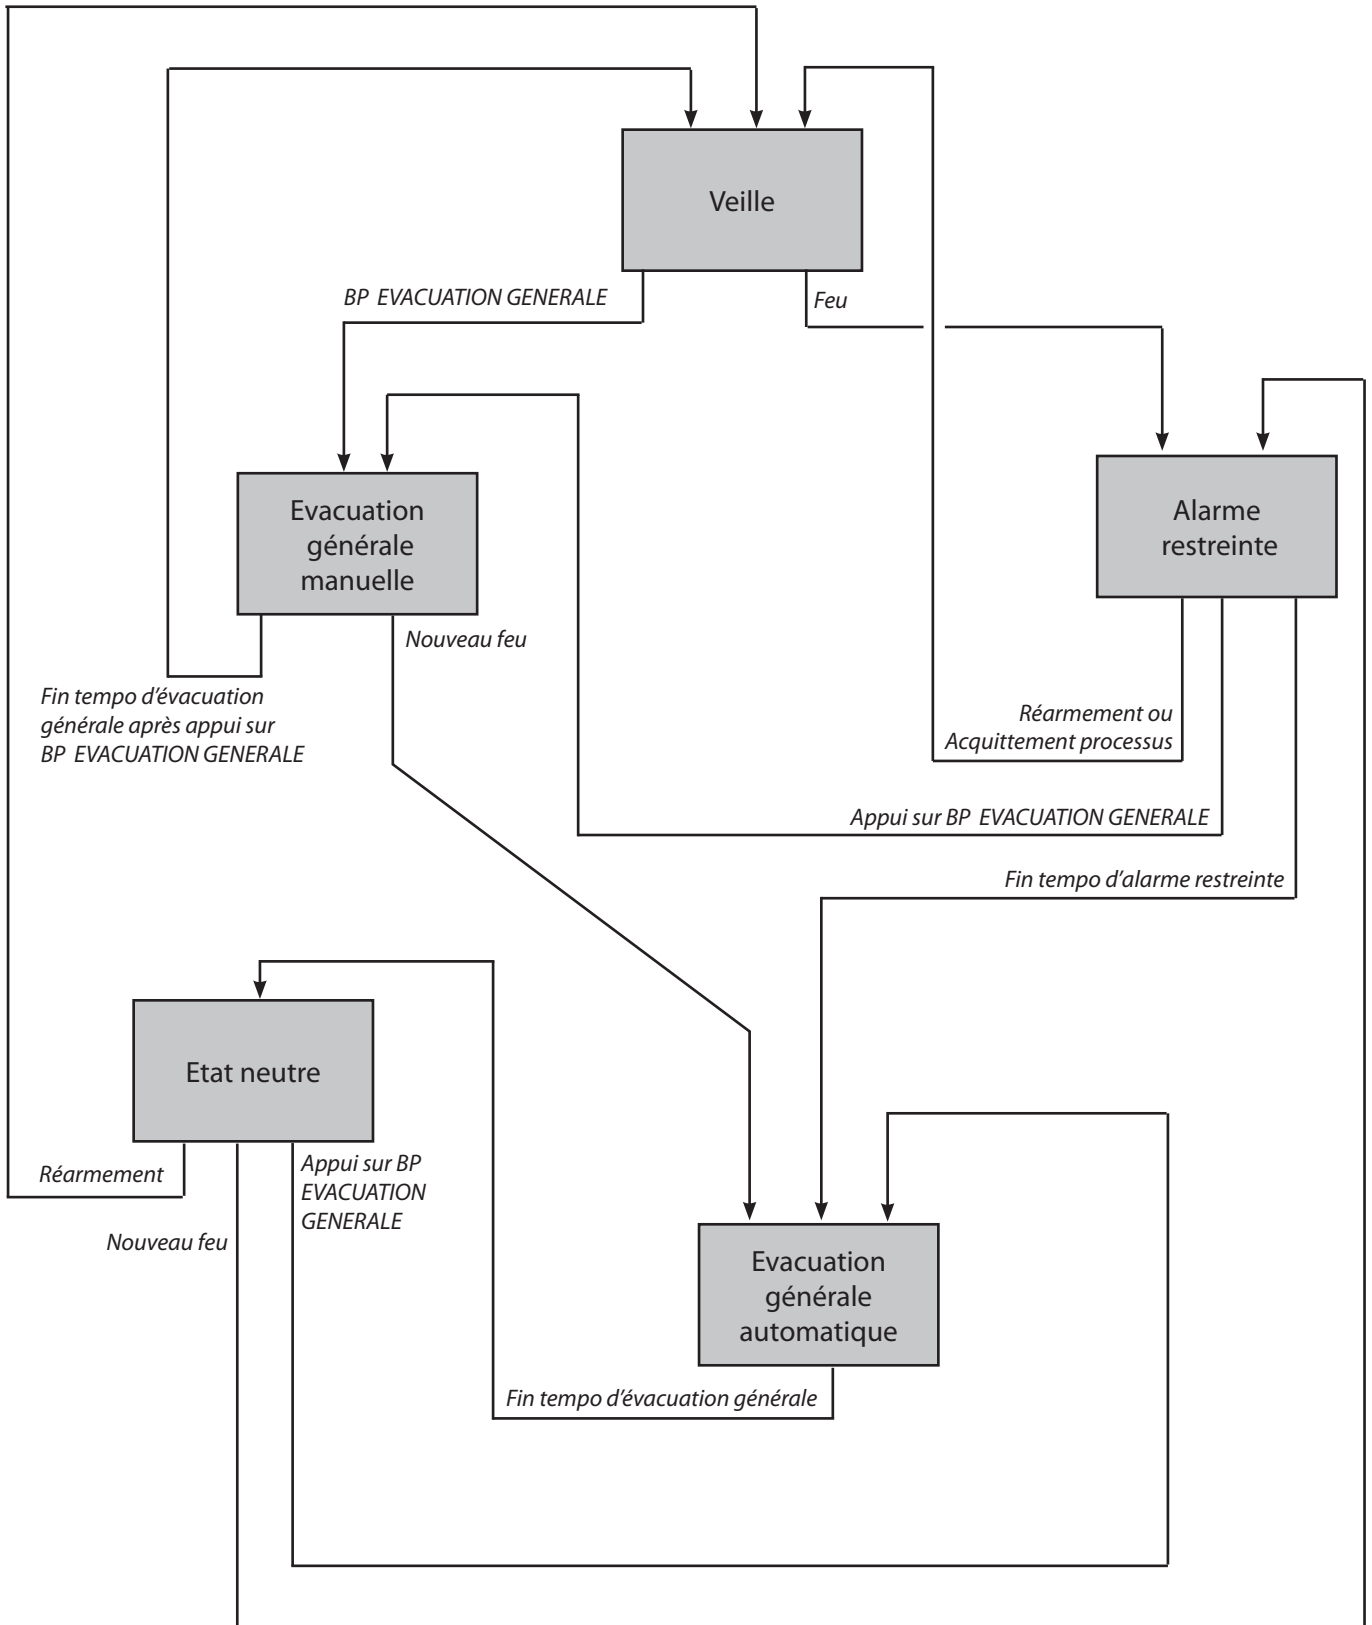 Veille
BP EVACUATION GENERALE
Feu
Evacuation
générale
manuelle
Alarme
restreinte
Nouveau feu
Fin tempo d'évacuation
générale après appui sur
BP EVACUATION GENERALE
Réarmement ou
Acquittement processus
Appui sur BP EVACUATION GENERALE
Fin tempo d'alarme restreinte
Etat neutre
Réarmement
Appui sur BP
EVACUATION
GENERALE
Nouveau feu
Evacuation
générale
automatique
Fin tempo d'évacuation générale